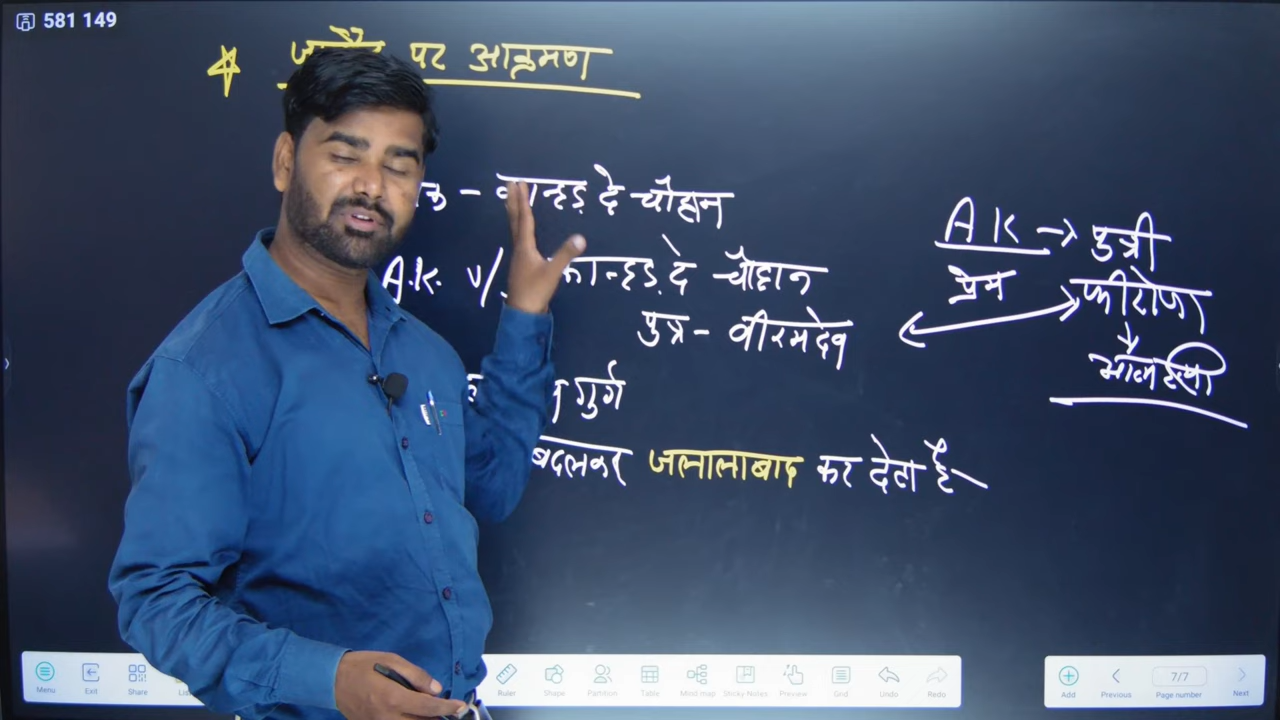 581 149
पर आक्रमण
क - कान्हड़ दे चौहान
A.K. v/s कान्हड़ दे चौहान
पुत्र - वीरमदेव
AK → पुत्री
प्रेम
फिरोजा
दुर्ग
बदलकर जलालाबाद कर देता है
Menu Exit Share Ruler Shape Partition Table Mind map Sticky Notes Preview Grid Undo Redo
Add Previous 7/7 Page number Next